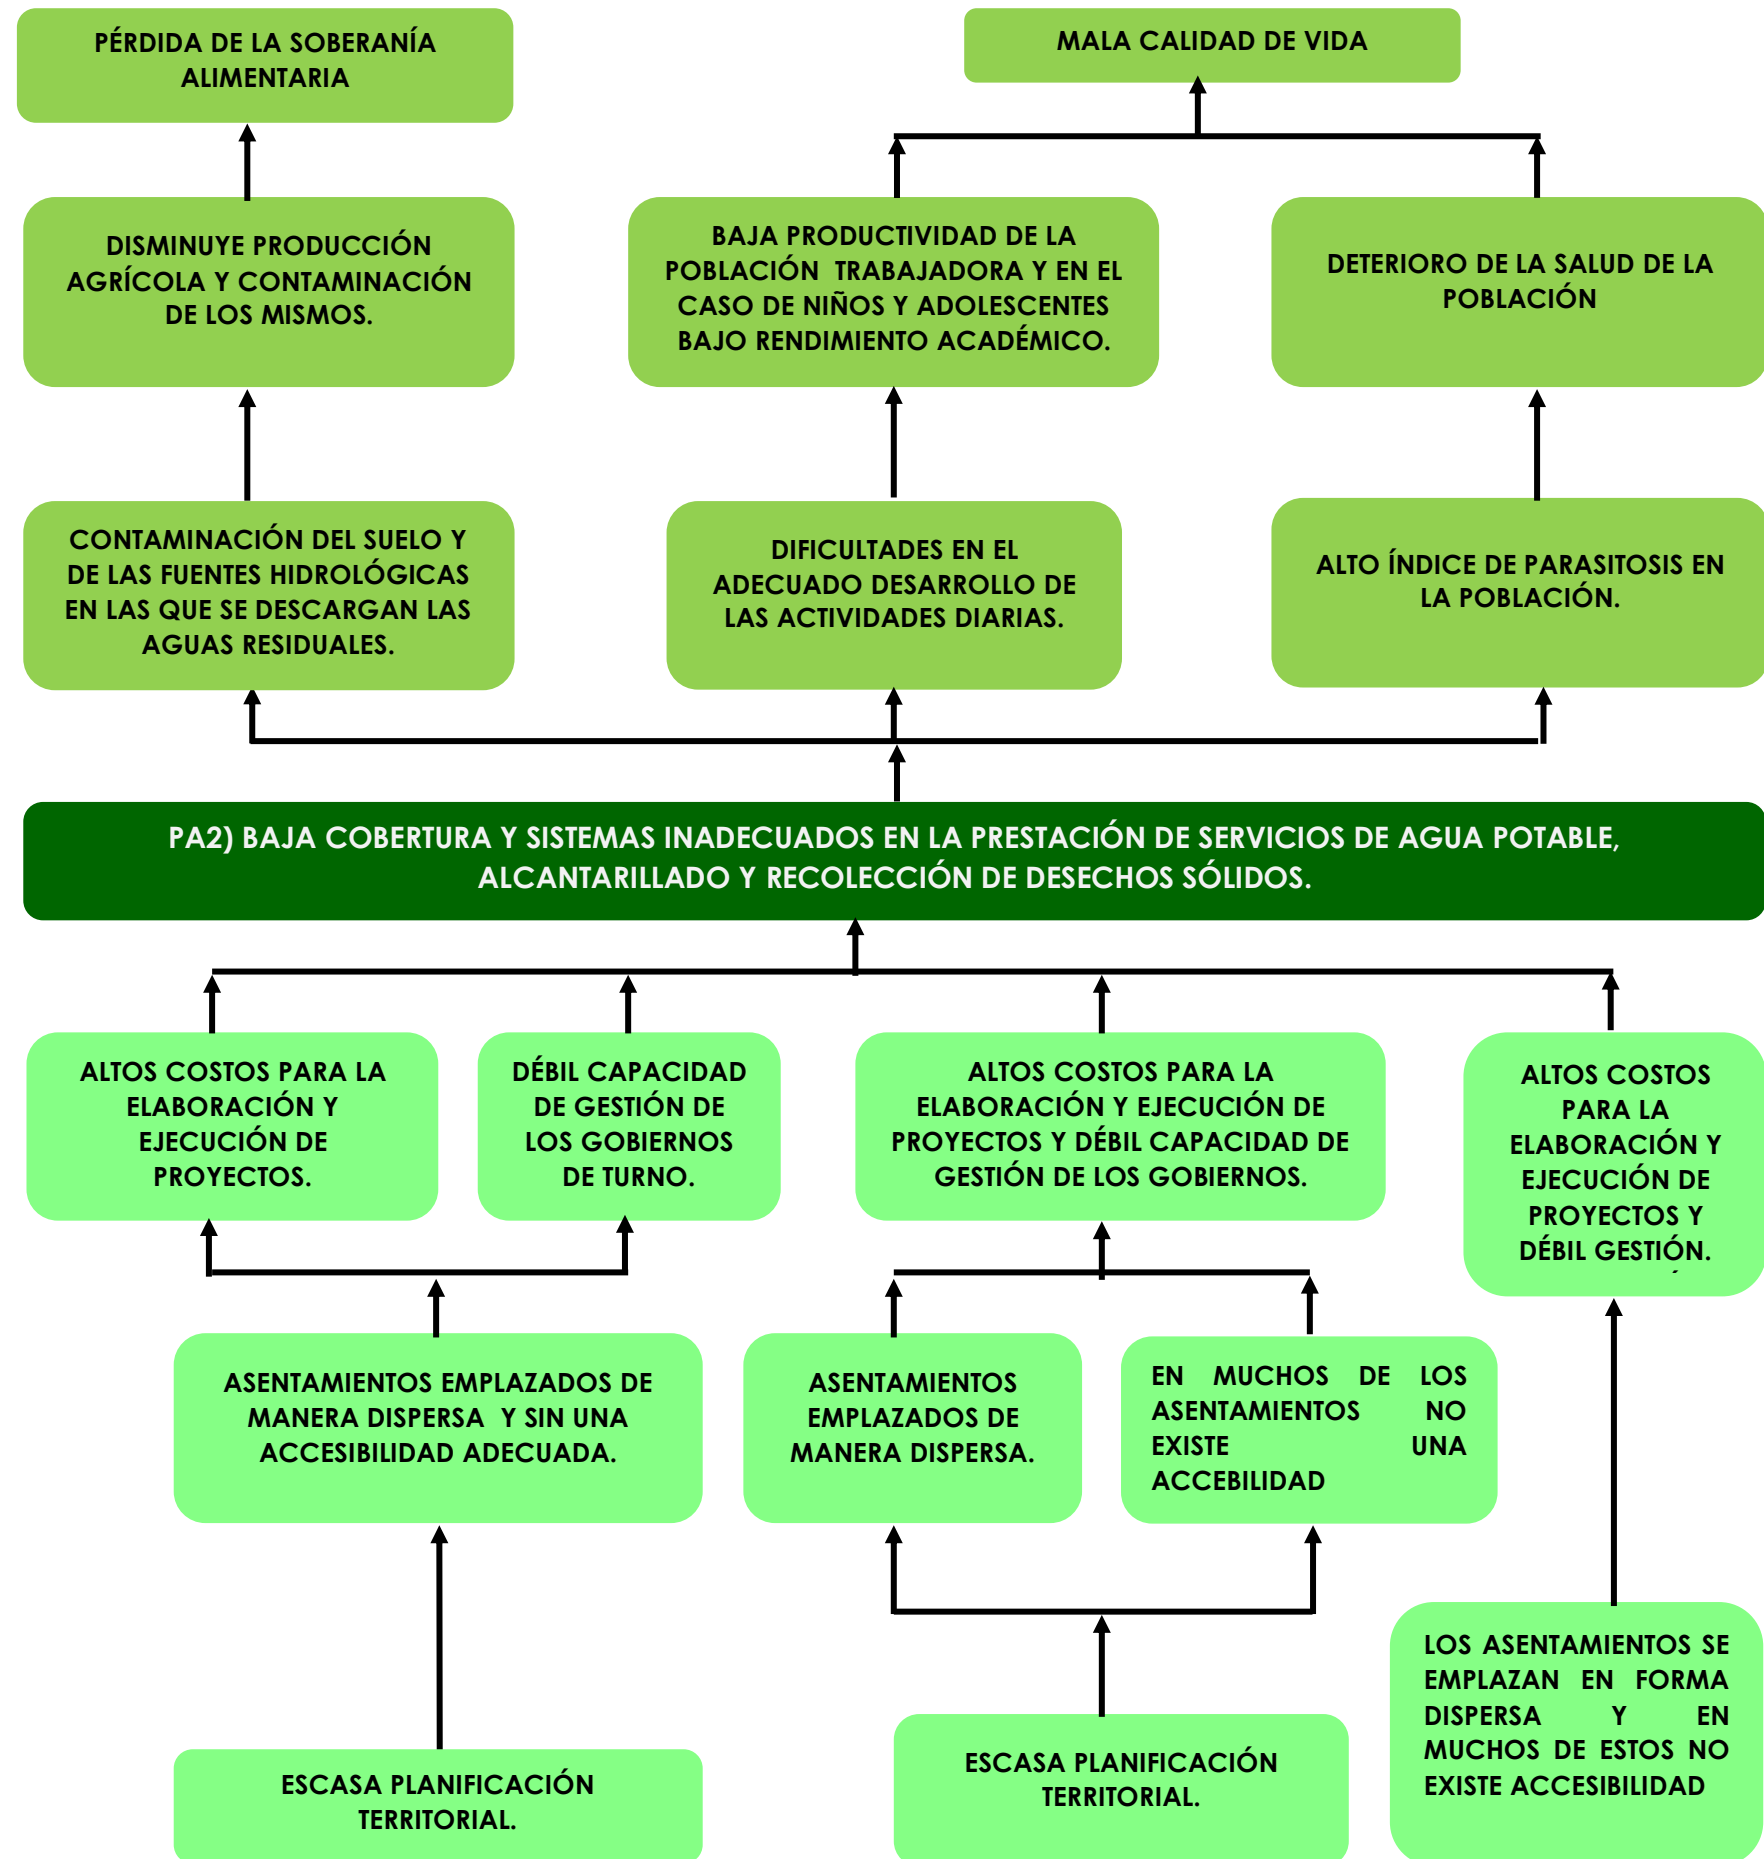 PÉRDIDA DE LA SOBERANÍA
ALIMENTARIA
MALA CALIDAD DE VIDA
DISMINUYE PRODUCCIÓN
AGRÍCOLA Y CONTAMINACIÓN
DE LOS MISMOS.
BAJA PRODUCTIVIDAD DE LA
POBLACIÓN TRABAJADORA Y EN EL
CASO DE NIÑOS Y ADOLESCENTES
BAJO RENDIMIENTO ACADÉMICO.
DETERIORO DE LA SALUD DE LA
POBLACIÓN
CONTAMINACIÓN DEL SUELO Y
DE LAS FUENTES HIDROLÓGICAS
EN LAS QUE SE DESCARGAN LAS
AGUAS RESIDUALES.
DIFICULTADES EN EL
ADECUADO DESARROLLO DE
LAS ACTIVIDADES DIARIAS.
ALTO ÍNDICE DE PARASITOSIS EN
LA POBLACIÓN.
PA2) BAJA COBERTURA Y SISTEMAS INADECUADOS EN LA PRESTACIÓN DE SERVICIOS DE AGUA POTABLE,
ALCANTARILLADO Y RECOLECCIÓN DE DESECHOS SÓLIDOS.
ALTOS COSTOS PARA LA
ELABORACIÓN Y
EJECUCIÓN DE
PROYECTOS.
DÉBIL CAPACIDAD
DE GESTIÓN DE
LOS GOBIERNOS
DE TURNO.
ALTOS COSTOS PARA LA
ELABORACIÓN Y EJECUCIÓN DE
PROYECTOS Y DÉBIL CAPACIDAD DE
GESTIÓN DE LOS GOBIERNOS.
ALTOS COSTOS
PARA LA
ELABORACIÓN Y
EJECUCIÓN DE
PROYECTOS Y
DÉBIL GESTIÓN.
ASENTAMIENTOS EMPLAZADOS DE
MANERA DISPERSA Y SIN UNA
ACCESIBILIDAD ADECUADA.
ASENTAMIENTOS
EMPLAZADOS DE
MANERA DISPERSA.
EN MUCHOS DE LOS
ASENTAMIENTOS NO
EXISTE UNA
ACCEBILIDAD
ESCASA PLANIFICACIÓN
TERRITORIAL.
ESCASA PLANIFICACIÓN
TERRITORIAL.
LOS ASENTAMIENTOS SE
EMPLAZAN EN FORMA
DISPERSA Y EN
MUCHOS DE ESTOS NO
EXISTE ACCESIBILIDAD